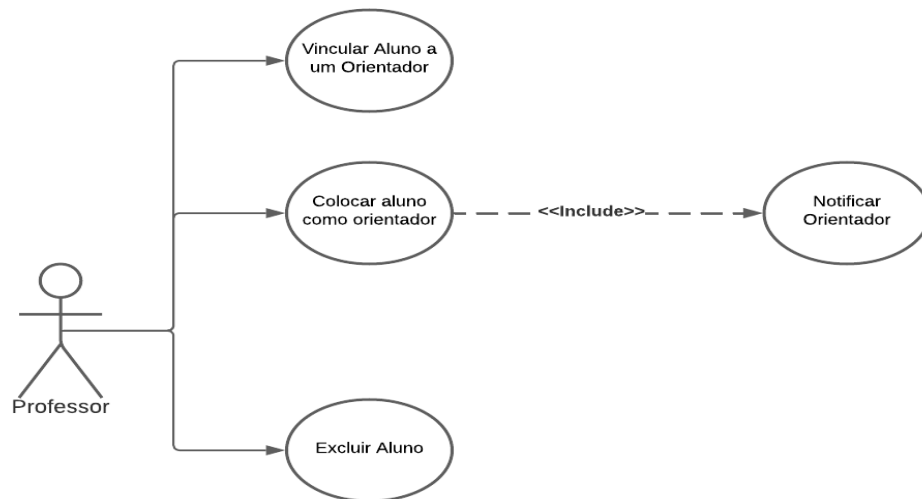 Vincular Aluno a
um Orientador
Colocar aluno
como orientador
<<Include>>
Notificar
Orientador
Professor
Excluir Aluno